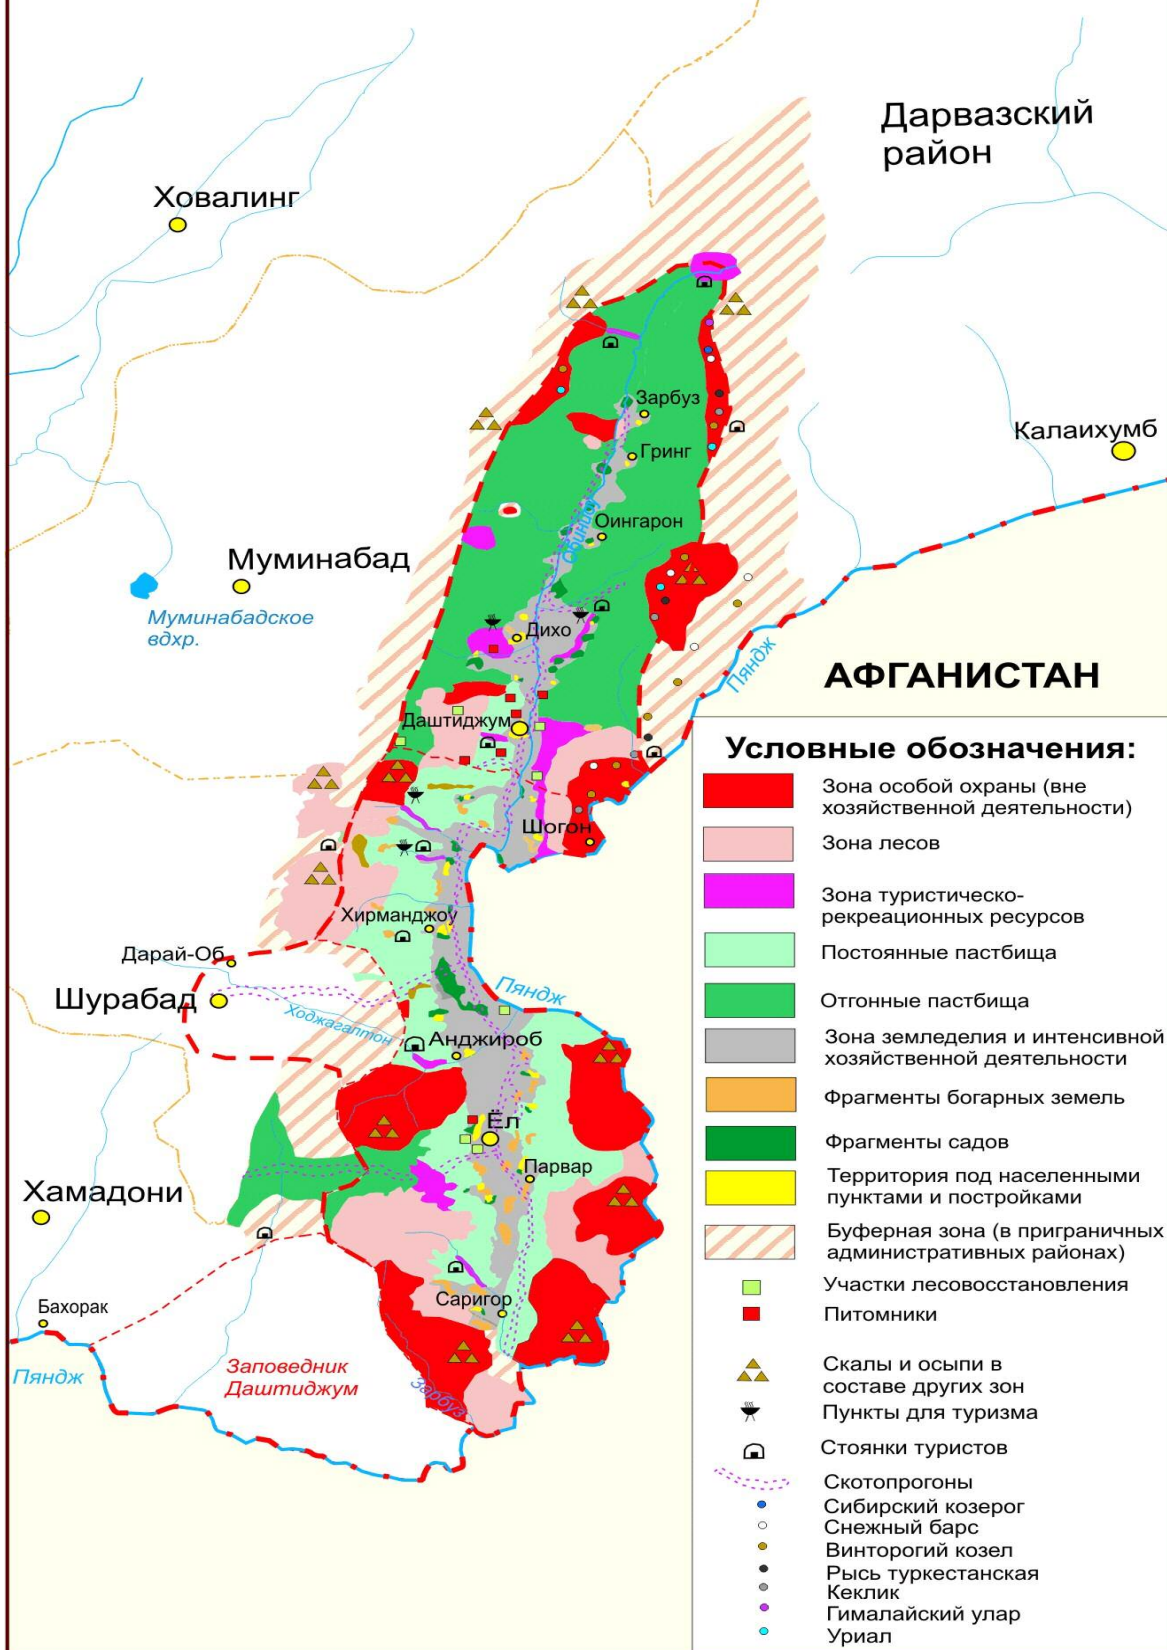 Дарвазский
район
Ховалинг
Зарбуз
Калаихумб
Гринг
Обиниоу
Оингарон
Муминабад
Муминабадское
вдхр.
Дихо
Пяндж
АФГАНИСТАН
Даштиджум
Шогон
Хирманджоу
Дарай-Об
Шурабад
Пяндж
Ходжагалтон
Анджироб
Ёл
Парвар
Хамадони
Саригор
Бахорак
Пяндж
Заповедник
Даштиджум
Зарбуз
Условные обозначения:
Зона особой охраны (вне
хозяйственной деятельности)
Зона лесов
Зона туристическо-
рекреационных ресурсов
Постоянные пастбища
Отгонные пастбища
Зона земледелия и интенсивной
хозяйственной деятельности
Фрагменты богарных земель
Фрагменты садов
Территория под населенными
пунктами и постройками
Буферная зона (в приграничных
административных районах)
Участки лесовосстановления
Питомники
Скалы и осыпи в
составе других зон
Пункты для туризма
Стоянки туристов
Скотопрогоны
Сибирский козерог
Снежный барс
Винторогий козел
Рысь туркестанская
Кеклик
Гималайский улар
Уриал